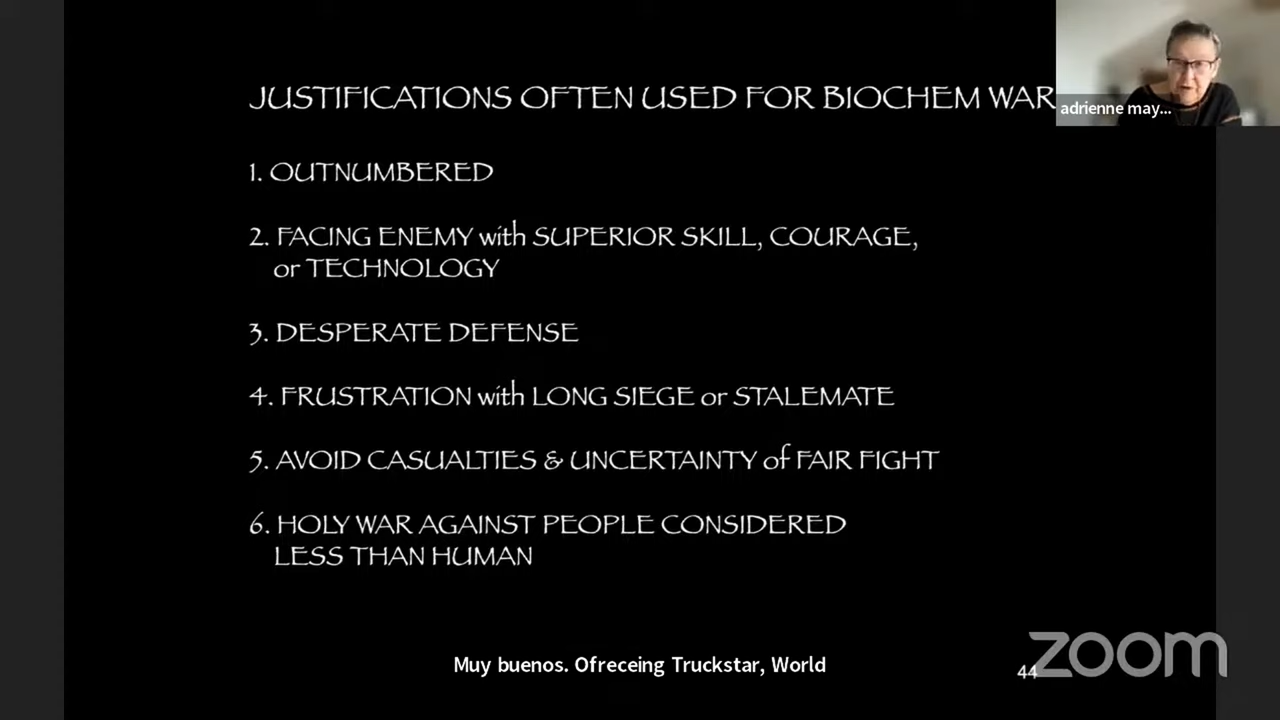 JUSTIFICATIONS OFTEN USED FOR BIOCHEM WAR
adrienne may...
1. OUTNUMBERED
2. FACING ENEMY with SUPERIOR SKILL, COURAGE,
or TECHNOLOGY
3. DESPERATE DEFENSE
4. FRUSTRATION with LONG SIEGE or STALEMATE
5. AVOID CASUALTIES & UNCERTAINTY of FAIR FIGHT
6. HOLY WAR AGAINST PEOPLE CONSIDERED
LESS THAN HUMAN
Muy buenos. Ofreceing Truckstar, World
44
zoom